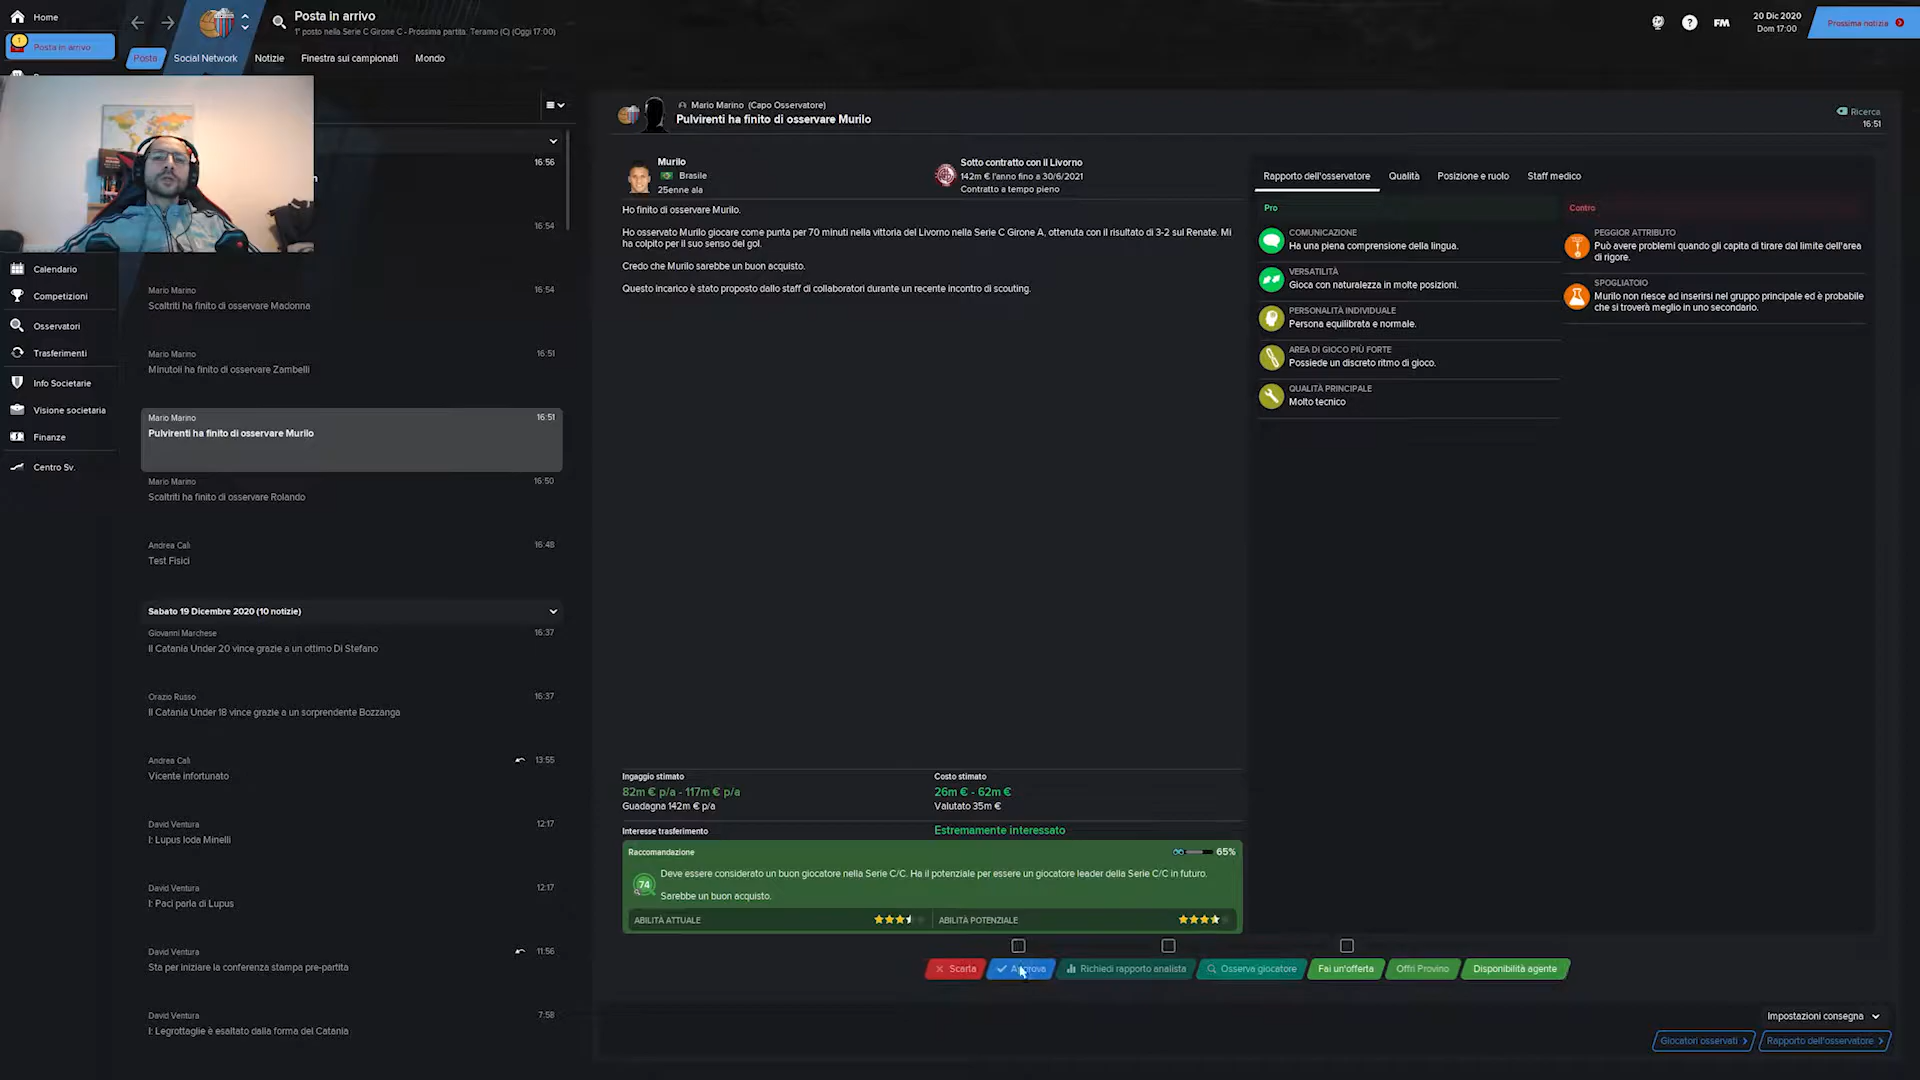 Home
Posta in arrivo
1
Posta in arrivo
1° posto nella Serie C Girone C - Prossima partita: Teramo (C) (Oggi 17:00)
FM
20 Dic 2020
Dom 17:00
Prossima notizia
Posta
Social Network
Notizie
Finestra sui campionati
Mondo
Calendario
Competizioni
Osservatori
Trasferimenti
Info Societarie
Visione societaria
Finanze
Centro Sv.
16:56
16:54
Mario Marino
16:54
Scaltriti ha finito di osservare Madonna
Mario Marino
16:51
Minutoli ha finito di osservare Zambelli
Mario Marino
16:51
Pulvirenti ha finito di osservare Murilo
Mario Marino
16:50
Scaltriti ha finito di osservare Rolando
Andrea Calì
16:48
Test Fisici
Sabato 19 Dicembre 2020 (10 notizie)
Giovanni Marchese
16:37
Il Catania Under 20 vince grazie a un ottimo Di Stefano
Orazio Russo
16:37
Il Catania Under 18 vince grazie a un sorprendente Bozzanga
Andrea Calì
13:55
Vicente infortunato
David Ventura
12:17
I: Lupus loda Minelli
David Ventura
12:17
I: Paci parla di Lupus
David Ventura
11:56
Sta per iniziare la conferenza stampa pre-partita
David Ventura
7:58
I: Legrottaglie è esaltato dalla forma del Catania
Mario Marino (Capo Osservatore)
Pulvirenti ha finito di osservare Murilo
Ricerca
16:51
Murilo
Brasile
25enne ala
Sotto contratto con il Livorno
142m € l'anno fino a 30/6/2021
Contratto a tempo pieno
Ho finito di osservare Murilo.
Ho osservato Murilo giocare come punta per 70 minuti nella vittoria del Livorno nella Serie C Girone A, ottenuta con il risultato di 3-2 sul Renate. Mi
ha colpito per il suo senso del gol.
Credo che Murilo sarebbe un buon acquisto.
Questo incarico è stato proposto dallo staff di collaboratori durante un recente incontro di scouting.
Rapporto dell'osservatore
Qualità
Posizione e ruolo
Staff medico
Pro
COMUNICAZIONE
Ha una piena comprensione della lingua.
VERSATILITÀ
Gioca con naturalezza in molte posizioni.
PERSONALITÀ INDIVIDUALE
Persona equilibrata e normale.
AREA DI GIOCO PIÙ FORTE
Possiede un discreto ritmo di gioco.
QUALITÀ PRINCIPALE
Molto tecnico
Contro
PEGGIOR ATTRIBUTO
Può avere problemi quando gli capita di tirare dal limite dell'area
di rigore.
SPOGLIATOIO
Murilo non riesce ad inserirsi nel gruppo principale ed è probabile
che si troverà meglio in uno secondario.
Ingaggio stimato
82m € p/a - 117m € p/a
Guadagna 142m € p/a
Costo stimato
26m € - 62m €
Valutato 35m €
Interesse trasferimento
Estremamente interessato
Raccomandazione
65%
74
Deve essere considerato un buon giocatore nella Serie C/C. Ha il potenziale per essere un giocatore leader della Serie C/C in futuro.
Sarebbe un buon acquisto.
ABILITÀ ATTUALE
ABILITÀ POTENZIALE
Scarta
Approva
Richiedi rapporto analista
Osserva giocatore
Fai un'offerta
Offri Provino
Disponibilità agente
Impostazioni consegna
Giocatori osservati
Rapporto dell'osservatore